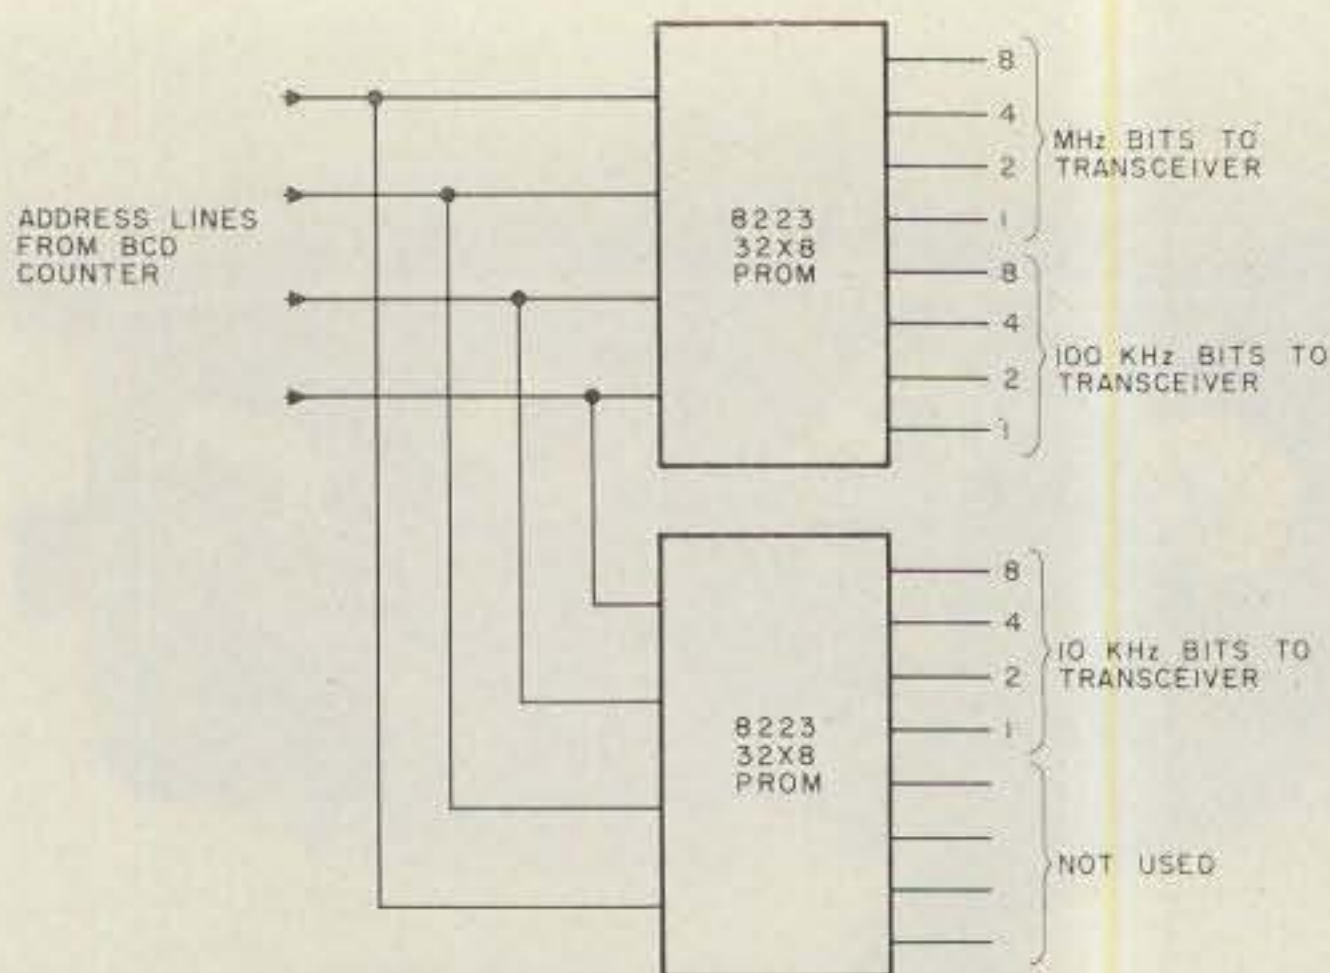 ADDRESS LINES
FROM BCD
COUNTER
8223
32X8
PROM
8
4
2
1
MHz BITS TO
TRANSCEIVER
8
4
2
1
100 KHz BITS TO
TRANSCEIVER
8223
32X8
PROM
8
4
2
1
10 KHz BITS TO
TRANSCEIVER
NOT USED